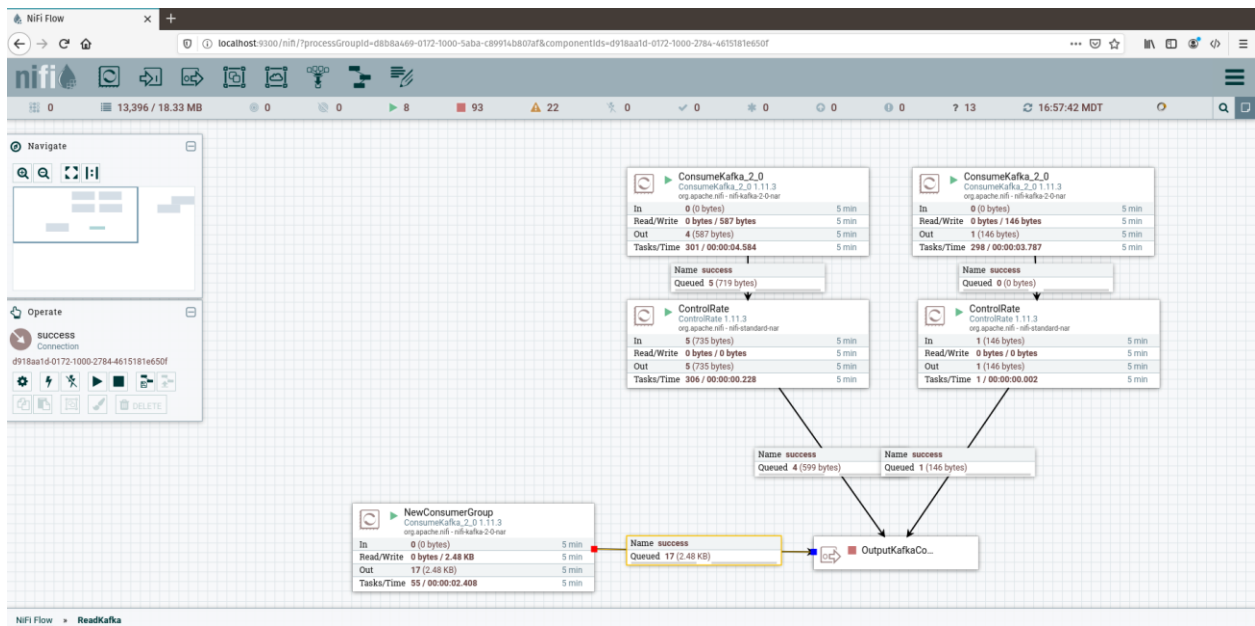 NiFi Flow
localhost:9300/nifi/?processGroupId=d8b8a469-0172-1000-5aba-c89914b807af&componentIds=d918aa1d-0172-1000-2784-4615181e650f
nifi
0 13,396 / 18.33 MB 0 0 8 93 22 0 0 0 0 0 ? 13 16:57:42 MDT
Navigate
Operate
success
Connection
d918aa1d-0172-1000-2784-4615181e650f
DELETE
ConsumeKafka_2_0
ConsumeKafka_2_0 1.11.3
org.apache.nifi - nifi-kafka-2-0-nar
In 0 (0 bytes) 5 min
Read/Write 0 bytes / 587 bytes 5 min
Out 4 (587 bytes) 5 min
Tasks/Time 301 / 00:00:04.584 5 min
ConsumeKafka_2_0
ConsumeKafka_2_0 1.11.3
org.apache.nifi - nifi-kafka-2-0-nar
In 0 (0 bytes) 5 min
Read/Write 0 bytes / 146 bytes 5 min
Out 1 (146 bytes) 5 min
Tasks/Time 298 / 00:00:03.787 5 min
Name success
Queued 5 (719 bytes)
Name success
Queued 0 (0 bytes)
ControlRate
ControlRate 1.11.3
org.apache.nifi - nifi-standard-nar
In 5 (735 bytes) 5 min
Read/Write 0 bytes / 0 bytes 5 min
Out 5 (735 bytes) 5 min
Tasks/Time 306 / 00:00:00.228 5 min
ControlRate
ControlRate 1.11.3
org.apache.nifi - nifi-standard-nar
In 1 (146 bytes) 5 min
Read/Write 0 bytes / 0 bytes 5 min
Out 1 (146 bytes) 5 min
Tasks/Time 1 / 00:00:00.002 5 min
Name success
Queued 4 (599 bytes)
Name success
Queued 1 (146 bytes)
NewConsumerGroup
ConsumeKafka_2_0 1.11.3
org.apache.nifi - nifi-kafka-2-0-nar
In 0 (0 bytes) 5 min
Read/Write 0 bytes / 2.48 KB 5 min
Out 17 (2.48 KB) 5 min
Tasks/Time 55 / 00:00:02.408 5 min
Name success
Queued 17 (2.48 KB)
OutputKafkaCo...
NiFi Flow » ReadKafka